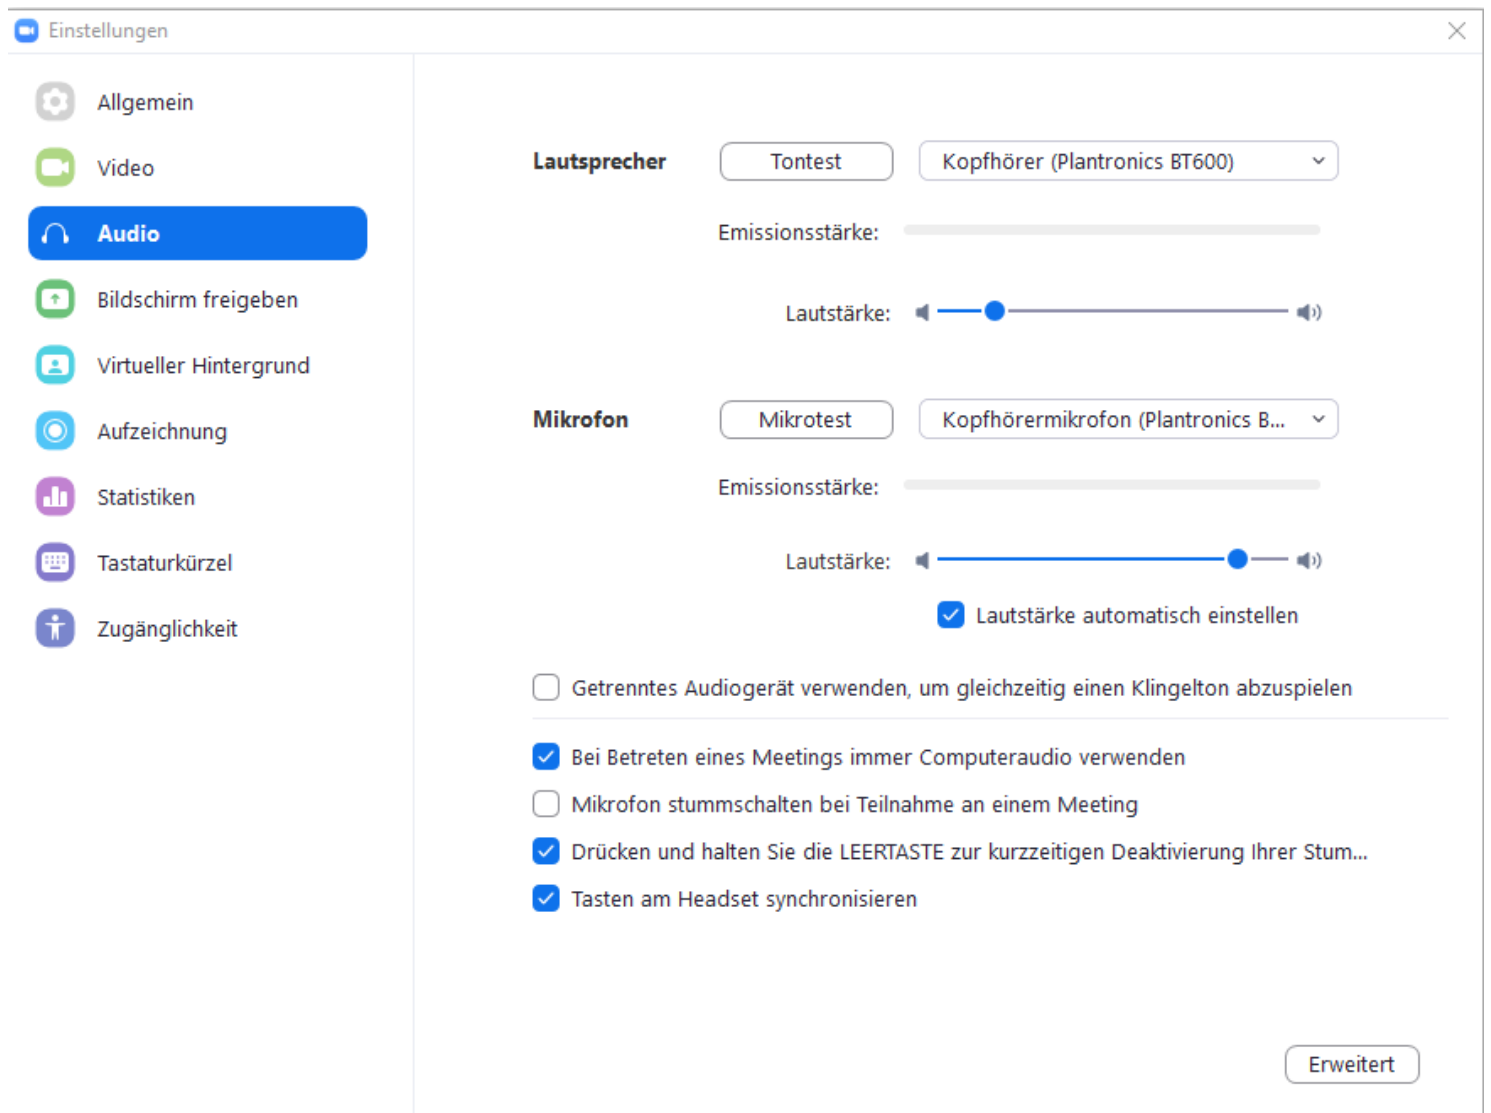 Einstellungen
Allgemein
Video
Audio
Bildschirm freigeben
Virtueller Hintergrund
Aufzeichnung
Statistiken
Tastaturkürzel
Zugänglichkeit
Lautsprecher Tontest Kopfhörer (Plantronics BT600)
Emissionsstärke:
Lautstärke:
Mikrofon Mikrotest Kopfhörermikrofon (Plantronics B...
Emissionsstärke:
Lautstärke:
Lautstärke automatisch einstellen
Getrenntes Audiogerät verwenden, um gleichzeitig einen Klingelton abzuspielen
Bei Betreten eines Meetings immer Computeraudio verwenden
Mikrofon stummschalten bei Teilnahme an einem Meeting
Drücken und halten Sie die LEERTASTE zur kurzzeitigen Deaktivierung Ihrer Stum...
Tasten am Headset synchronisieren
Erweitert